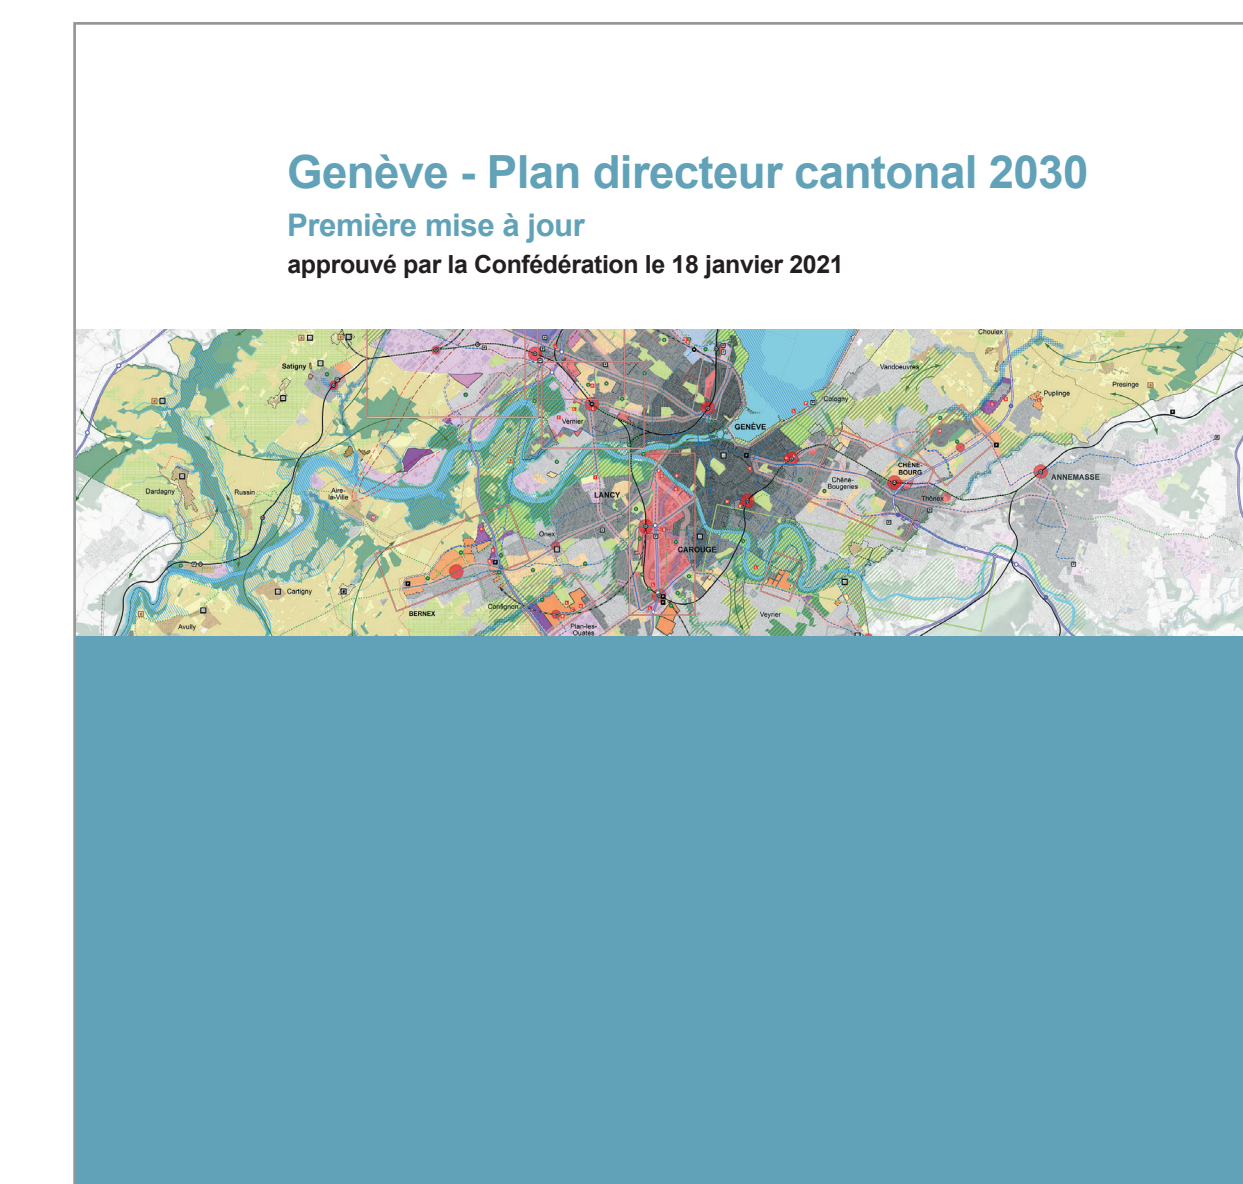 Genève - Plan directeur cantonal 2030
Première mise à jour
approuvé par la Confédération le 18 janvier 2021
Choulex
Satigny
Vandoeuvres
Presinge
Puplinge
Cologny
Vernier
GENÈVE
CHÊNE-
BOURG
ANNEMASSE
Chêne-
Bougeries
Dardagny
Russin
Aire-
la-Ville
LANCY
Thônex
Onex
CAROUGE
Cartigny
Confignon
BERNEX
Veyrier
Avully
Plan-les-
Ouates